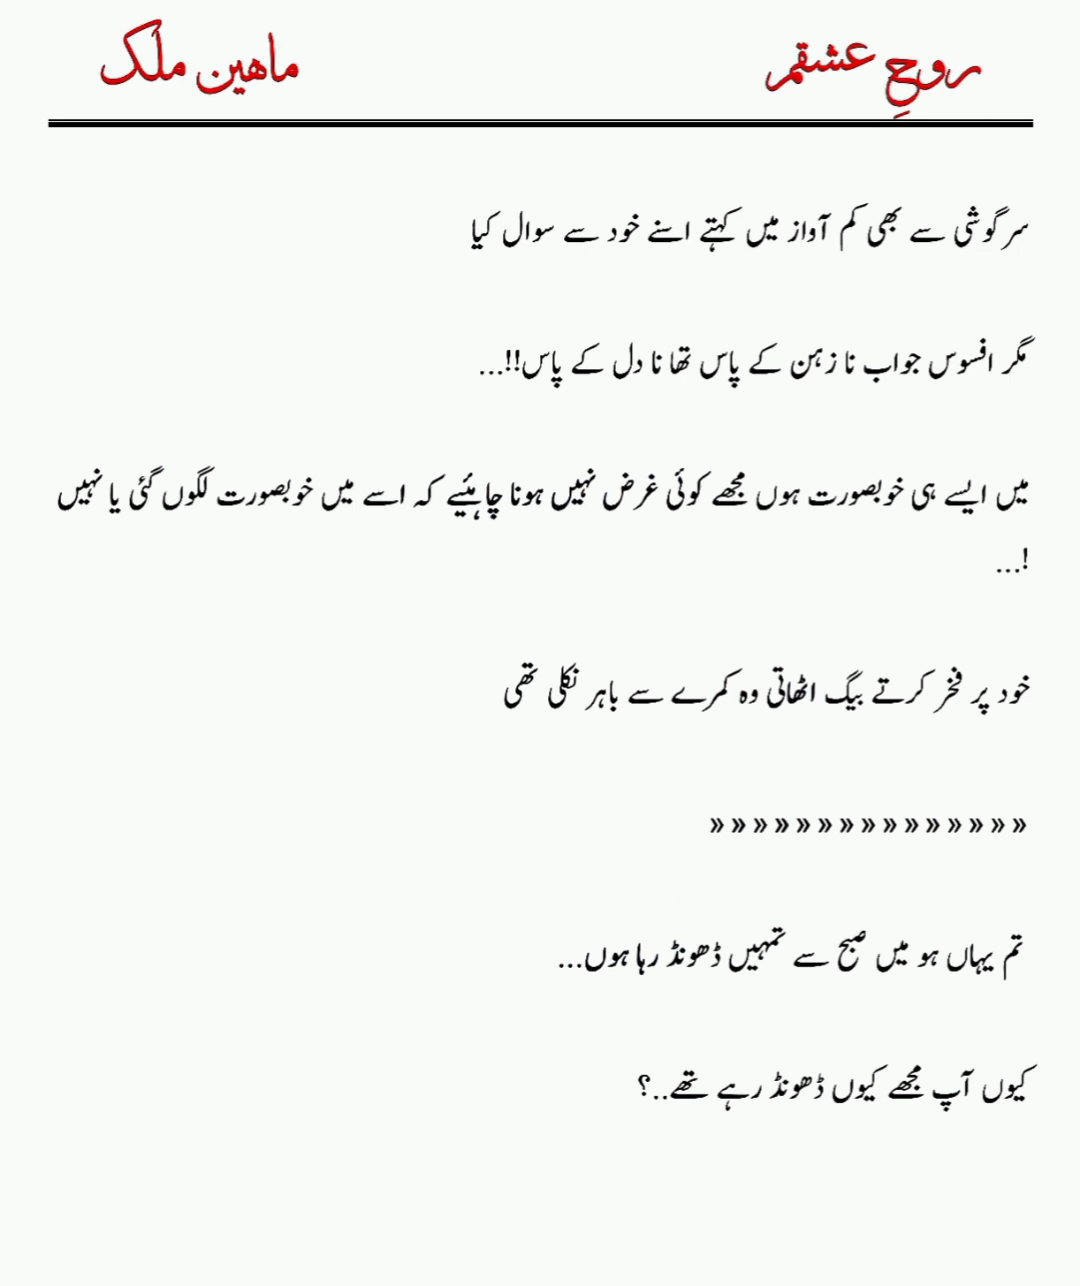 روحِ عشقم
ماھین ملک
سرگوشی سے بھی کم آواز میں کہتے اسنے خود سے سوال کیا
مگر افسوس جواب نا زہن کے پاس تھا نا دل کے پاس!!...
میں ایسے ہی خوبصورت ہوں مجھے کوئی غرض نہیں ہونا چاہئیے کہ اسے میں خوبصورت لگوں گئی یا نہیں
!...
خود پر فخر کرتے بیگ اٹھاتی وہ کمرے سے باہر نکلی تھی
« « « « « « « « « « « « « « «
تم یہاں ہو میں صبح سے تمہیں ڈھونڈ رہا ہوں...
کیوں آپ مجھے کیوں ڈھونڈ رہے تھے..؟